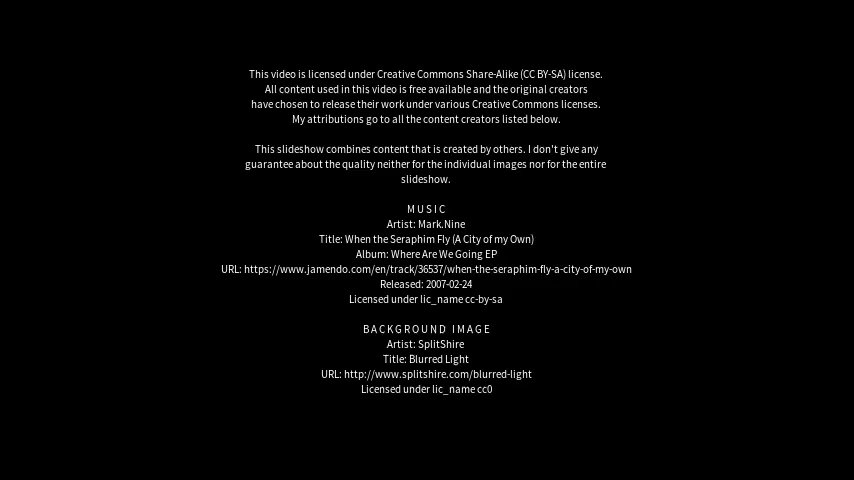 This video is licensed under Creative Commons Share-Alike (CC BY-SA) license.
All content used in this video is free available and the original creators
have chosen to release their work under various Creative Commons licenses.
My attributions go to all the content creators listed below.
This slideshow combines content that is created by others. I don't give any
guarantee about the quality neither for the individual images nor for the entire
slideshow.
MUSIC
Artist: Mark.Nine
Title: When the Seraphim Fly (A City of my Own)
Album: Where Are We Going EP
URL: https://www.jamendo.com/en/track/36537/when-the-seraphim-fly-a-city-of-my-own
Released: 2007-02-24
Licensed under lic_name cc-by-sa
BACKGROUND IMAGE
Artist: SplitShire
Title: Blurred Light
URL: http://www.splitshire.com/blurred-light
Licensed under lic_name cc0